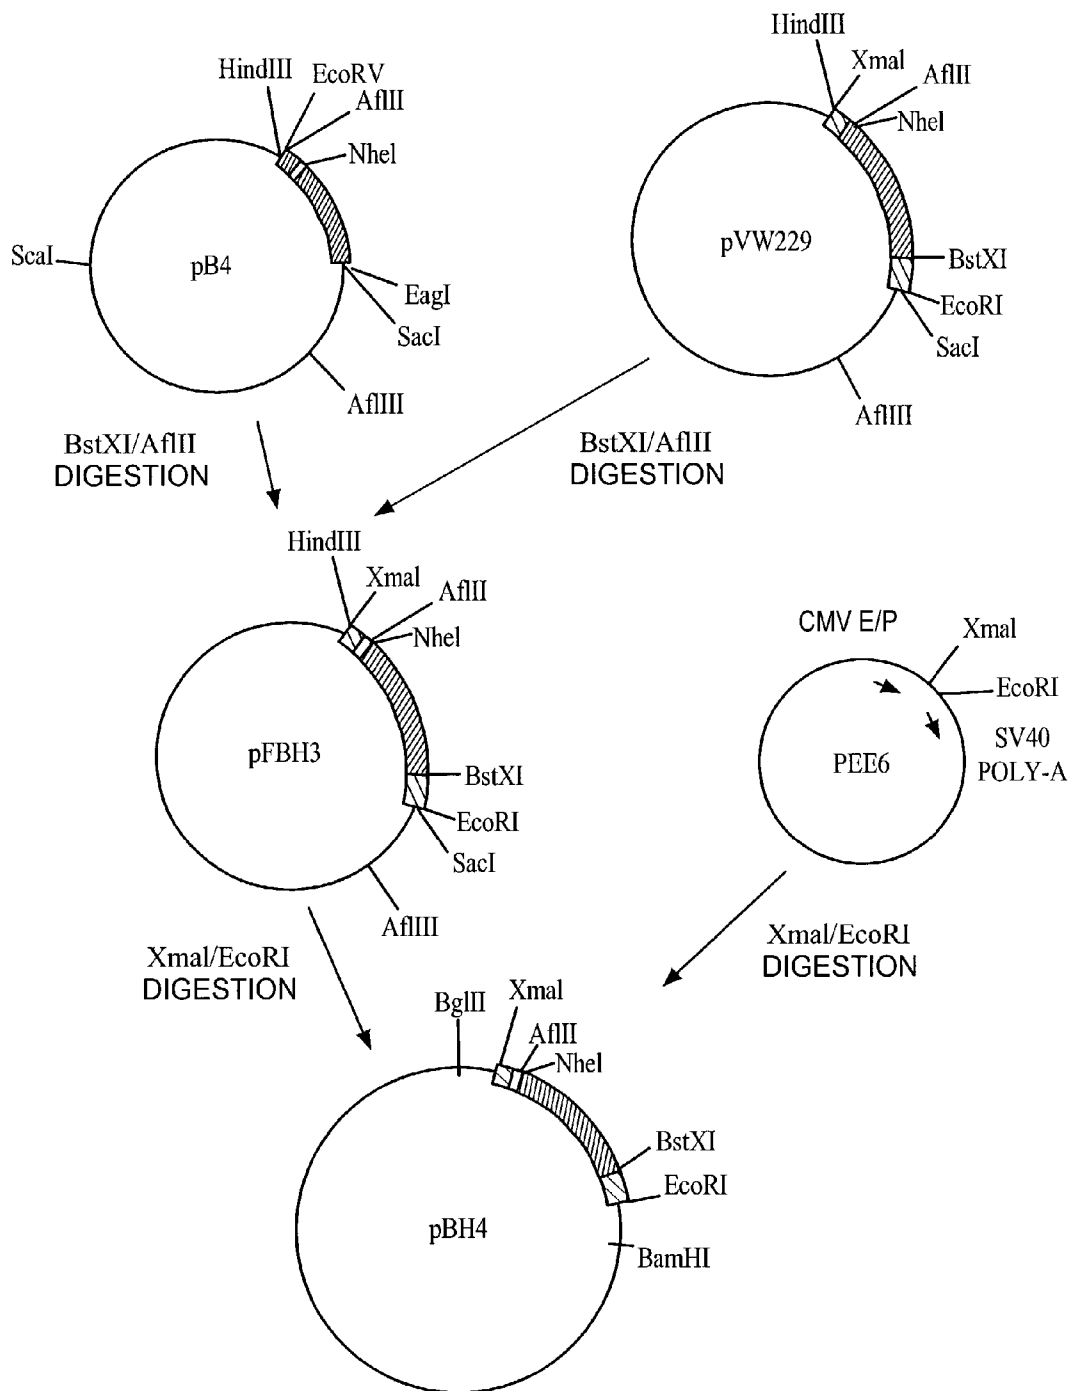 HindIII
EcoRV
AflII
NheI
ScaI
pB4
EagI
SacI
AflIII
HindIII
XmaI
AflII
NheI
pVW229
BstXI
EcoRI
SacI
AflIII
BstXI/AflII
DIGESTION
BstXI/AflII
DIGESTION
HindIII
XmaI
AflII
NheI
pFBH3
BstXI
EcoRI
SacI
AflIII
CMV E/P
XmaI
EcoRI
SV40
POLY-A
PEE6
XmaI/EcoRI
DIGESTION
XmaI/EcoRI
DIGESTION
BglII
XmaI
AflII
NheI
BstXI
EcoRI
pBH4
BamHI